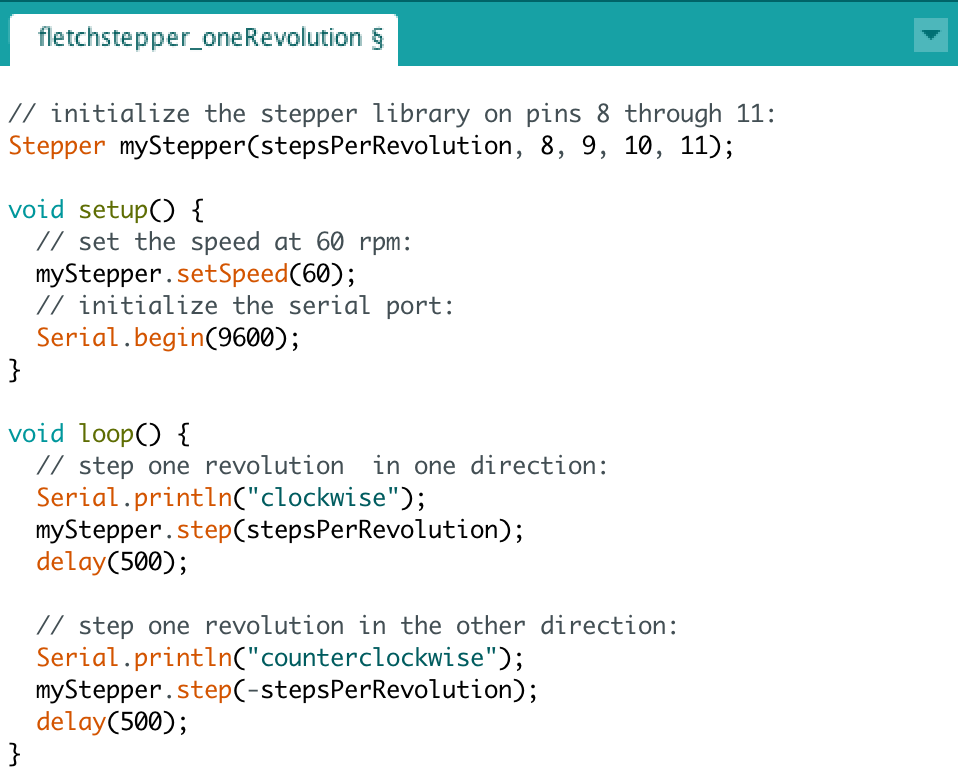 fletchstepper_oneRevolution §
// initialize the stepper library on pins 8 through 11:
Stepper myStepper(stepsPerRevolution, 8, 9, 10, 11);
void setup() {
  // set the speed at 60 rpm:
  myStepper.setSpeed(60);
  // initialize the serial port:
  Serial.begin(9600);
}
void loop() {
  // step one revolution  in one direction:
  Serial.println("clockwise");
  myStepper.step(stepsPerRevolution);
  delay(500);
  // step one revolution in the other direction:
  Serial.println("counterclockwise");
  myStepper.step(-stepsPerRevolution);
  delay(500);
}